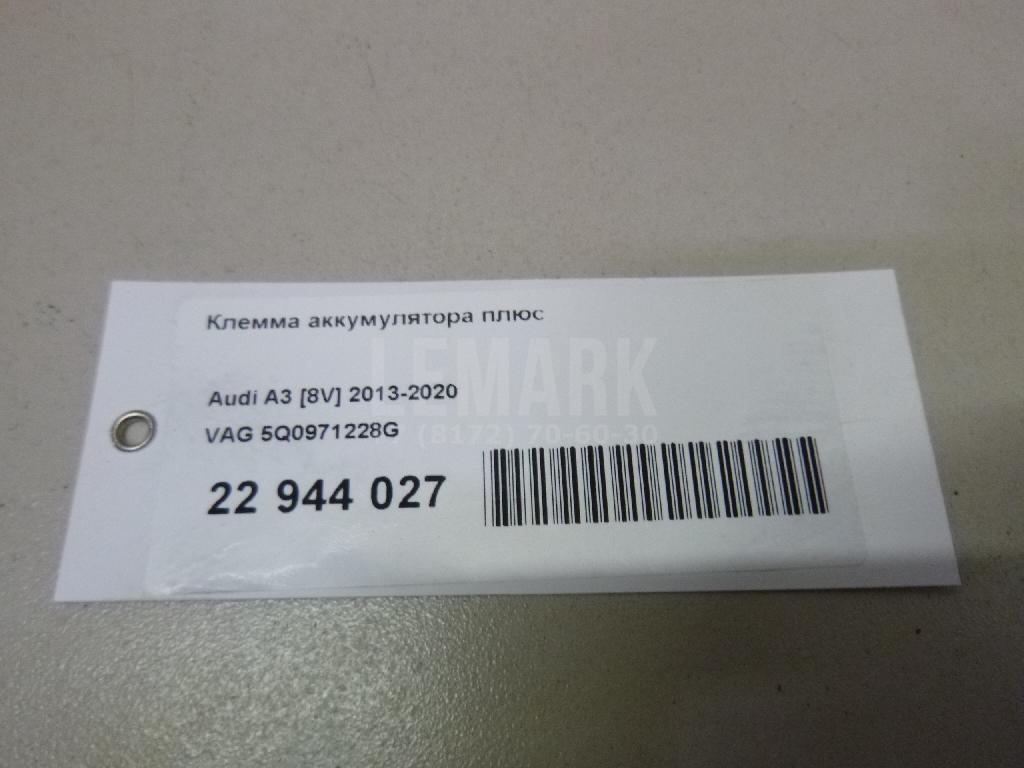 Клемма аккумулятора плюс
LEMARK
Audi A3 [8V] 2013-2020
VAG 5Q0971228G
(8172) 70-60-30
22 944 027